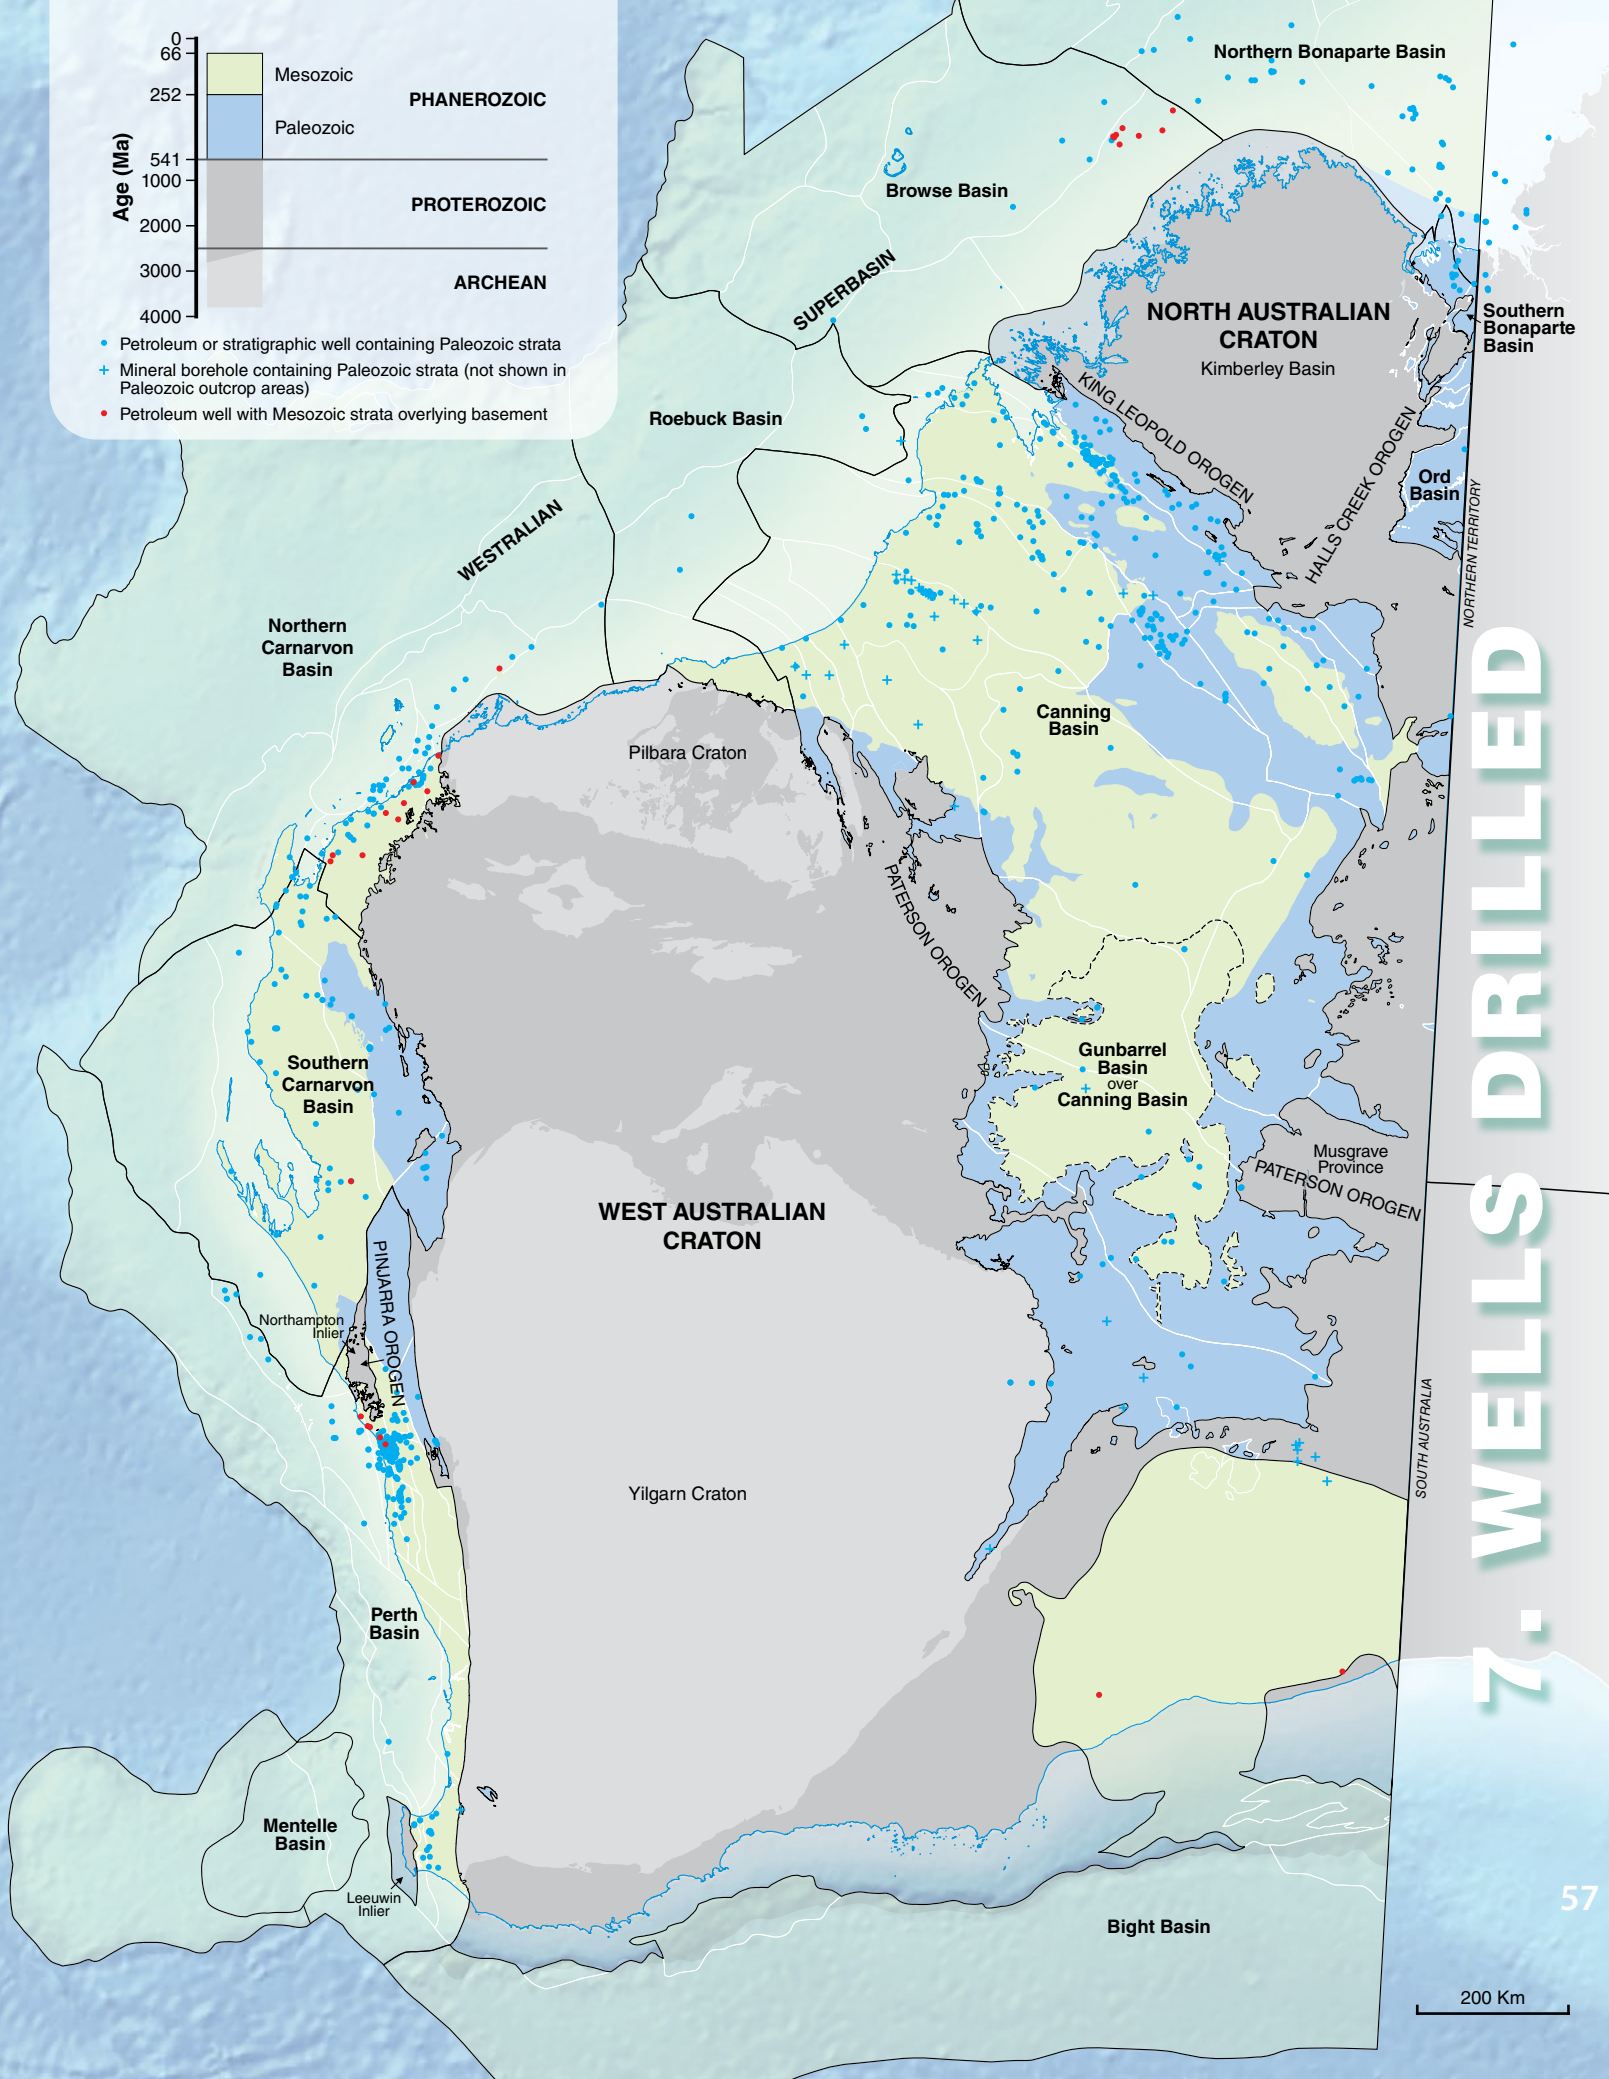 0
66
252
541
1000
2000
3000
4000
Age (Ma)
Mesozoic
Paleozoic
PHANEROZOIC
PROTEROZOIC
ARCHEAN
Petroleum or stratigraphic well containing Paleozoic strata
Mineral borehole containing Paleozoic strata (not shown in
Paleozoic outcrop areas)
Petroleum well with Mesozoic strata overlying basement
Northern Bonaparte Basin
Browse Basin
SUPERBASIN
NORTH AUSTRALIAN
CRATON
Kimberley Basin
Southern
Bonaparte
Basin
KING LEOPOLD OROGEN
HALLS CREEK OROGEN
Roebuck Basin
Ord
Basin
NORTHERN TERRITORY
WESTRALIAN
Northern
Carnarvon
Basin
Canning
Basin
Pilbara Craton
PATERSON OROGEN
Southern
Carnarvon
Basin
Gunbarrel
Basin
over
Canning Basin
Musgrave
Province
PATERSON OROGEN
WEST AUSTRALIAN
CRATON
PINJARRA OROGEN
Northampton
Inlier
SOUTH AUSTRALIA
Yilgarn Craton
Perth
Basin
Mentelle
Basin
Leeuwin
Inlier
Bight Basin
200 Km
7. WELLS DRILLED
57